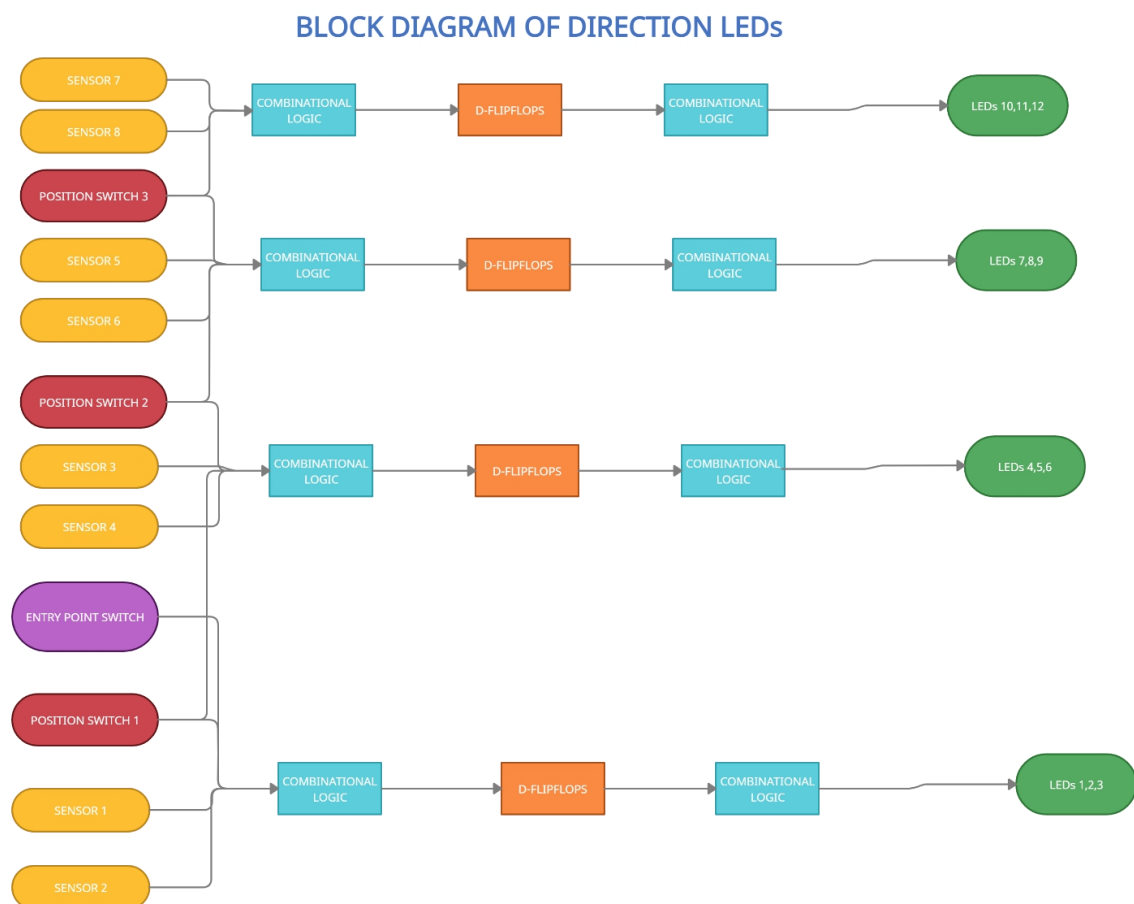 BLOCK DIAGRAM OF DIRECTION LEDs
SENSOR 7
SENSOR 8
COMBINATIONAL
LOGIC
D-FLIPFLOPS
COMBINATIONAL
LOGIC
LEDs 10,11,12
POSITION SWITCH 3
SENSOR 5
SENSOR 6
COMBINATIONAL
LOGIC
D-FLIPFLOPS
COMBINATIONAL
LOGIC
LEDs 7,8,9
POSITION SWITCH 2
SENSOR 3
SENSOR 4
COMBINATIONAL
LOGIC
D-FLIPFLOPS
COMBINATIONAL
LOGIC
LEDs 4,5,6
ENTRY POINT SWITCH
POSITION SWITCH 1
SENSOR 1
SENSOR 2
COMBINATIONAL
LOGIC
D-FLIPFLOPS
COMBINATIONAL
LOGIC
LEDs 1,2,3